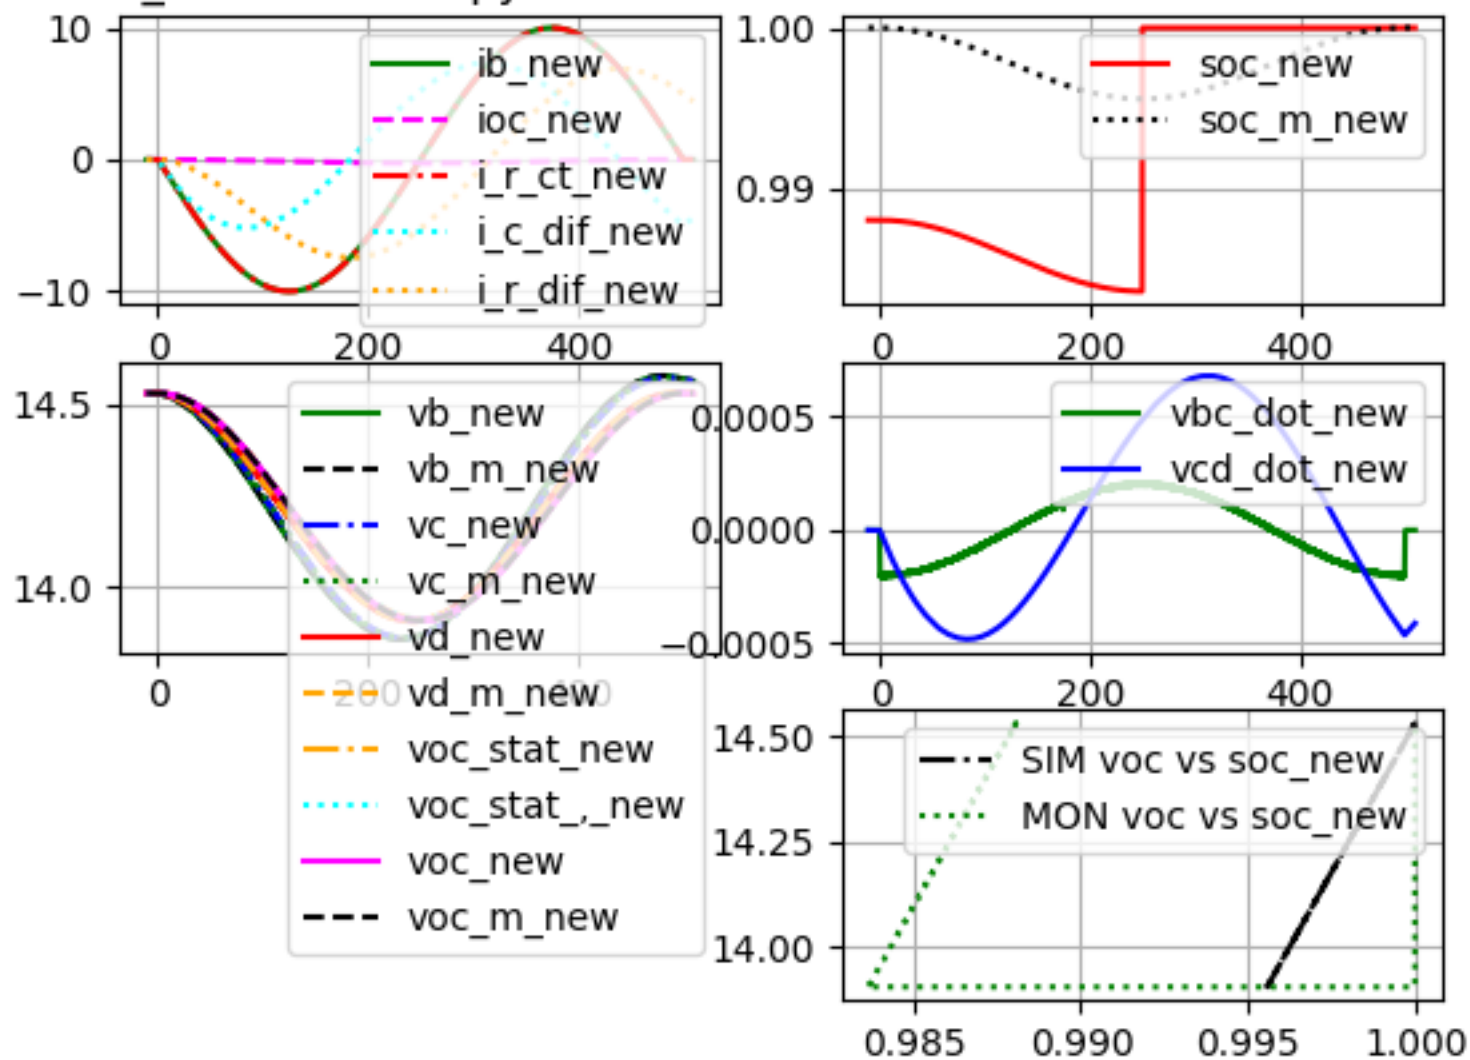 10
0
−10
0
200
400
ib_new
ioc_new
i_r_ct_new
i_c_dif_new
i_r_dif_new
1.00
0.99
0
200
400
soc_new
soc_m_new
14.5
14.0
0
200
400
vb_new
vb_m_new
vc_new
vc_m_new
vd_new
vd_m_new
voc_stat_new
voc_stat_,_new
voc_new
voc_m_new
0.0005
0.0000
−0.0005
0
200
400
vbc_dot_new
vcd_dot_new
14.50
14.25
14.00
0.985
0.990
0.995
1.000
SIM voc vs soc_new
MON voc vs soc_new